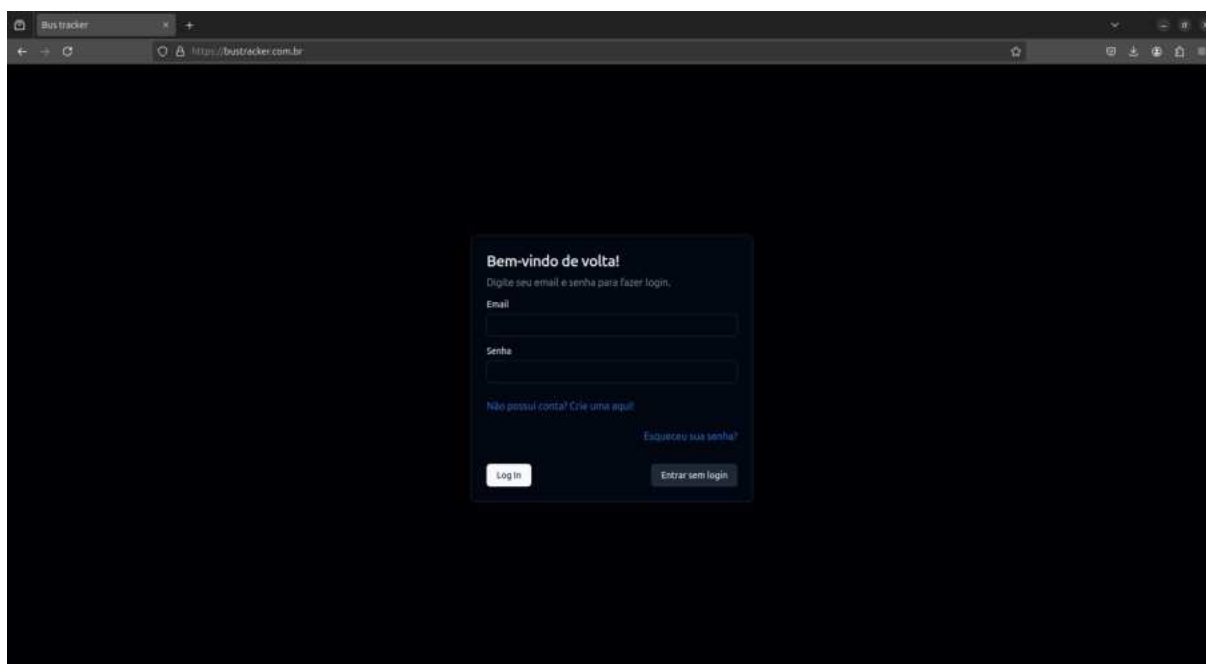 Bus tracker
https://bustracker.com.br
Bem-vindo de volta!
Digite seu email e senha para fazer login.
Email
Senha
Não possui conta? Crie uma aqui!
Esqueceu sua senha?
Log In
Entrar sem login